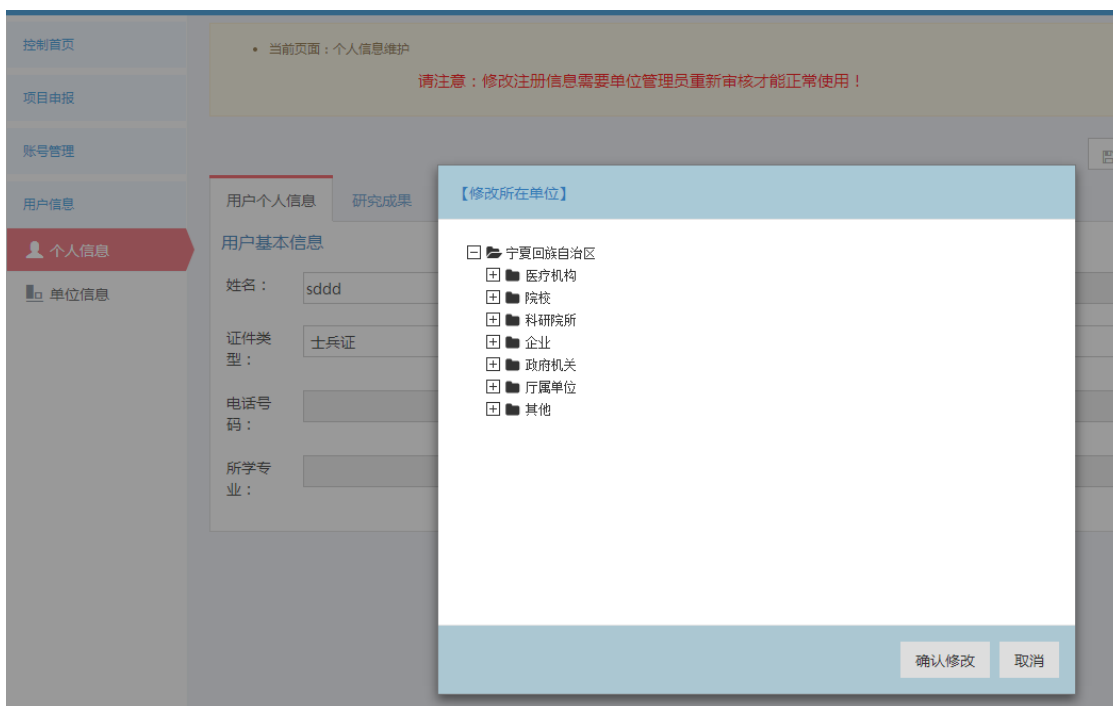 控制首页
项目申报
账号管理
用户信息
个人信息
单位信息
当前页面：个人信息维护
请注意：修改注册信息需要单位管理员重新审核才能正常使用！
用户个人信息
研究成果
用户基本信息
姓名：
sddd
证件类
型：
士兵证
电话号
码：
所学专
业：
【修改所在单位】
宁夏回族自治区
医疗机构
院校
科研院所
企业
政府机关
厅属单位
其他
确认修改
取消